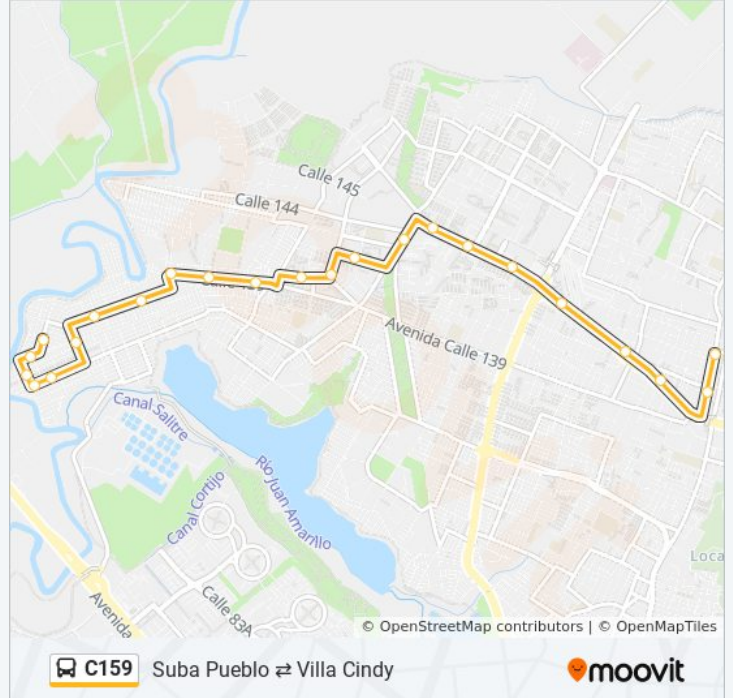 Calle 145
Calle 144
Avenida Calle 139
Canal Salitre
Río Juan Amarillo
Canal Cortijo
Calle 83A
Avenida
Loca
© OpenStreetMap contributors | © OpenMapTiles
C159 Suba Pueblo ⇄ Villa Cindy
moovit